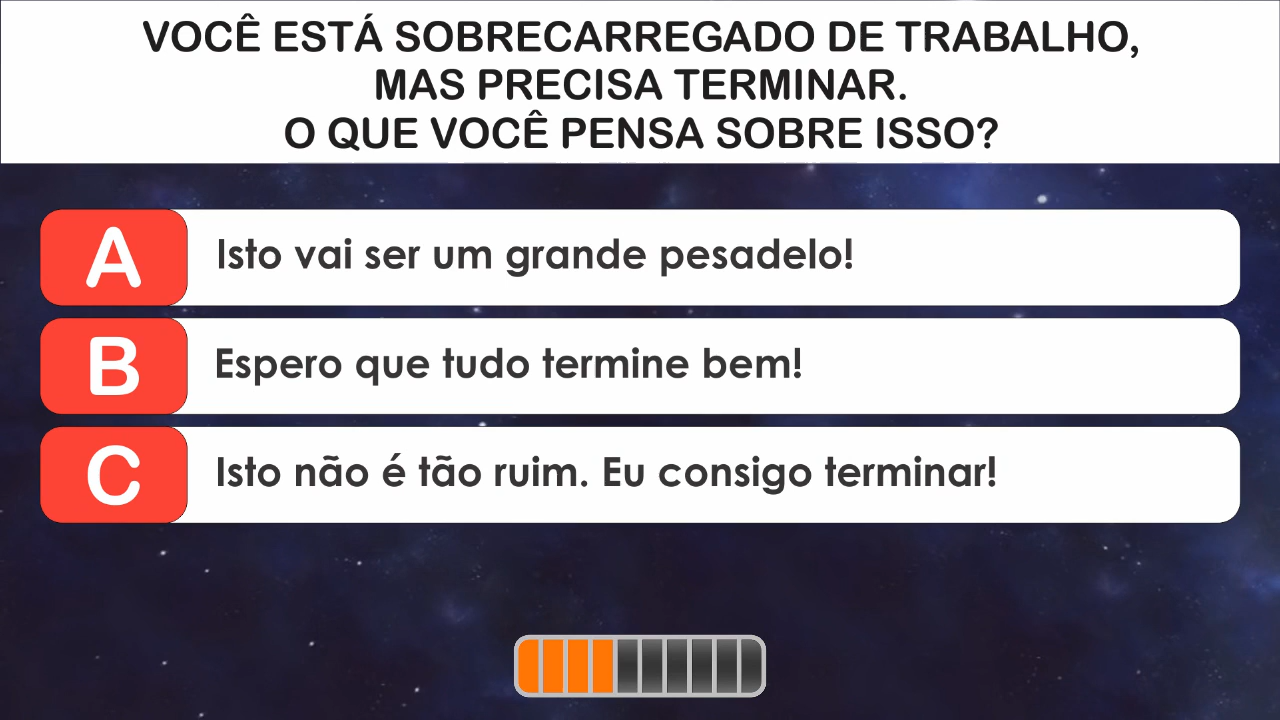 VOCÊ ESTÁ SOBRECARREGADO DE TRABALHO,
MAS PRECISA TERMINAR.
O QUE VOCÊ PENSA SOBRE ISSO?
A Isto vai ser um grande pesadelo!
B Espero que tudo termine bem!
C Isto não é tão ruim. Eu consigo terminar!